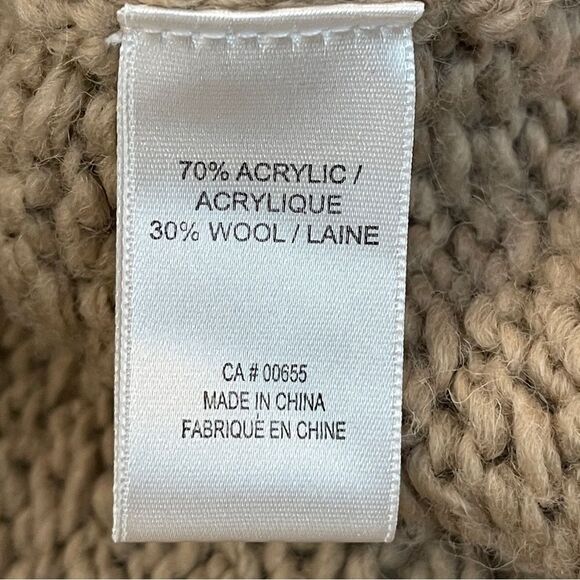 70% ACRYLIC /
ACRYLIQUE
30% WOOL / LAINE
CA # 00655
MADE IN CHINA
FABRIQUÉ EN CHINE